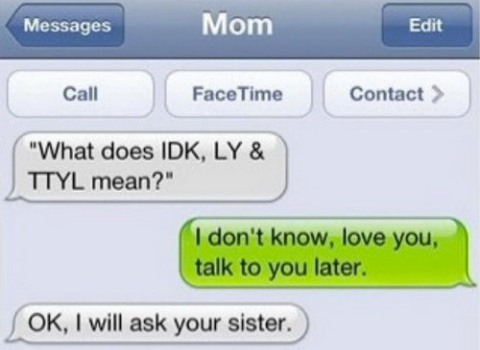 Messages Mom Edit
Call FaceTime Contact
"What does IDK, LY &
TTYL mean?"
I don't know, love you,
talk to you later.
OK, I will ask your sister.